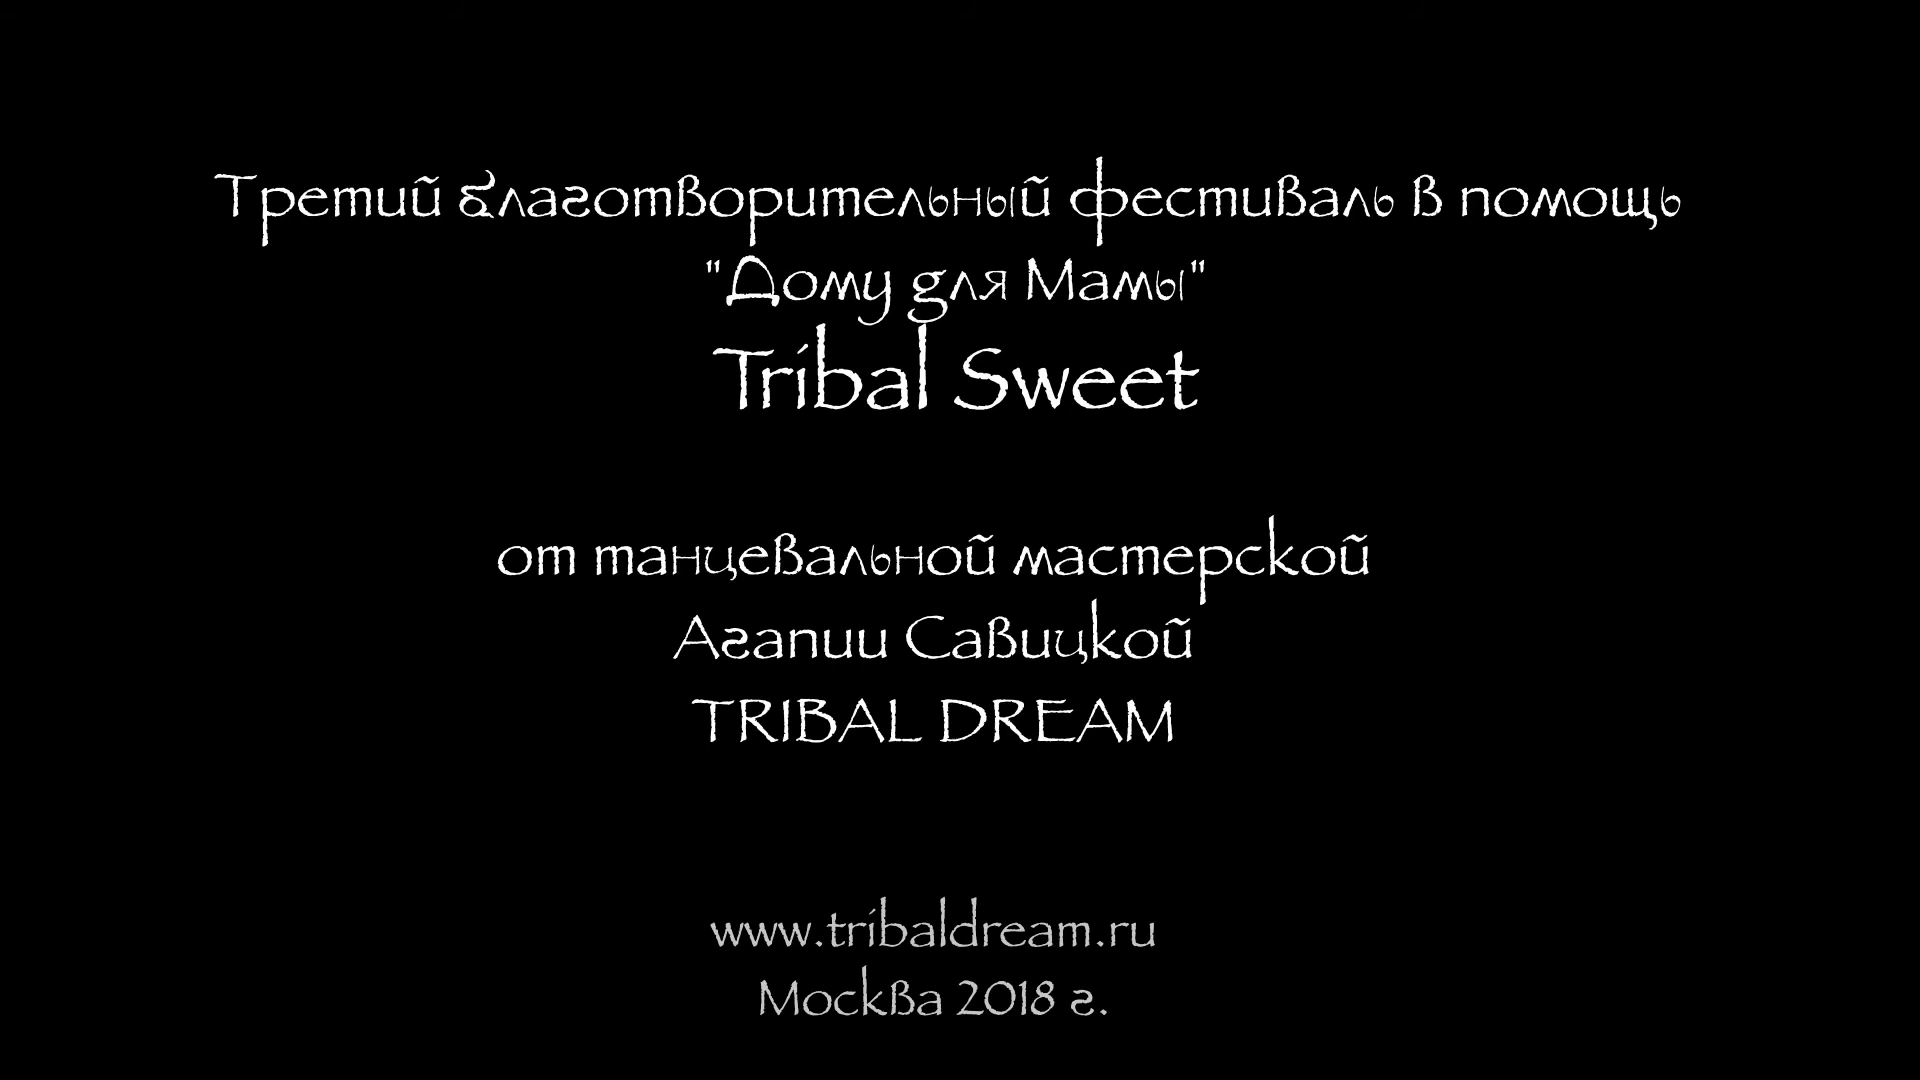 Третий благотворительный фестиваль в помощь
"Дому для Мамы"
Tribal Sweet
от танцевальной мастерской
Агапии Савицкой
TRIBAL DREAM
www.tribaldream.ru
Москва 2018 г.